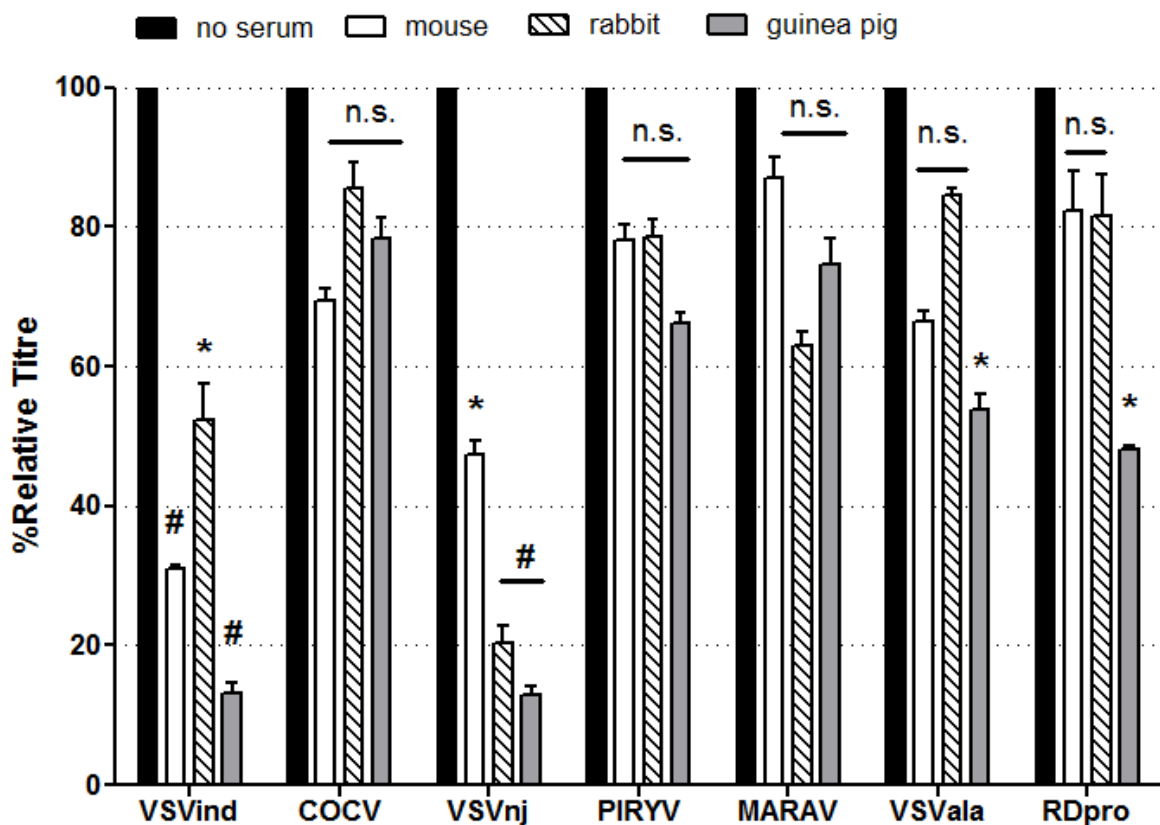 no serum mouse rabbit guinea pig
100
80
60
40
20
0
%Relative Titre
n.s.
n.s.
n.s.
n.s.
n.s.
*
*
*
*
#
#
#
VSVind COCV VSVnj PIRYV MARAV VSVala RDpro